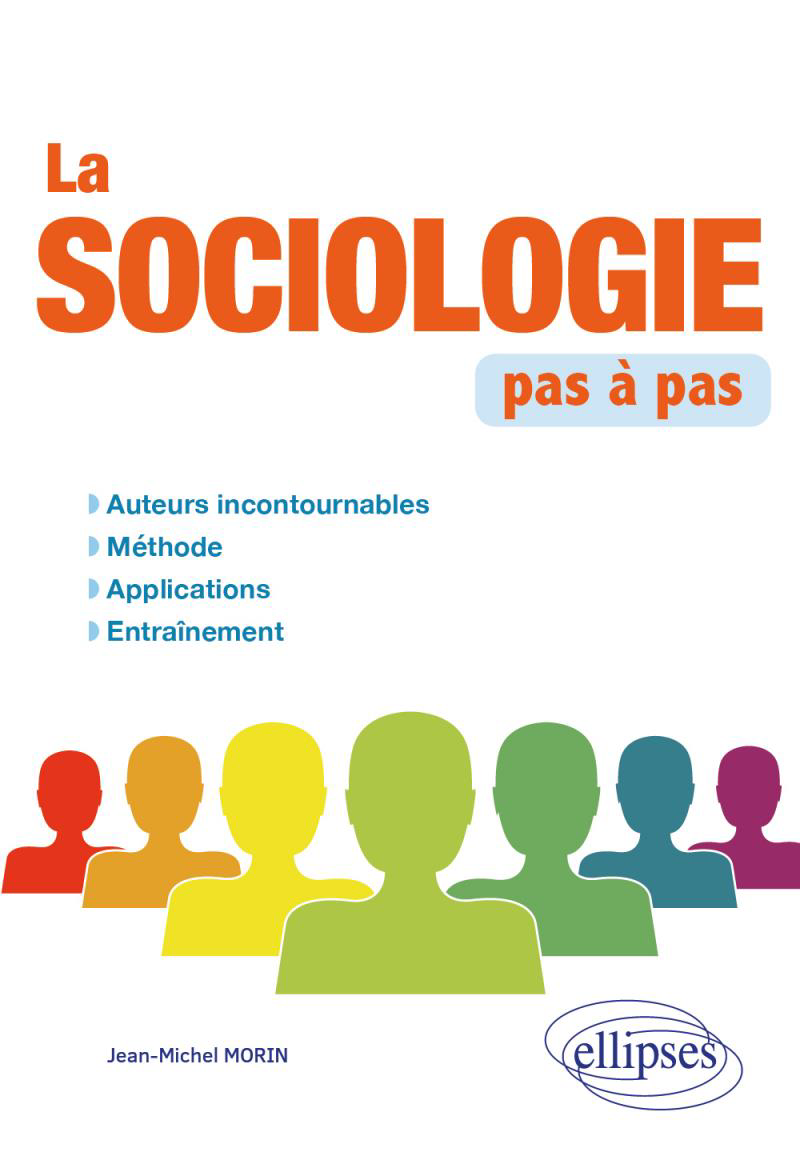 La
SOCIOLOGIE
pas à pas
Auteurs incontournables
Méthode
Applications
Entraînement
Jean-Michel MORIN
ellipses